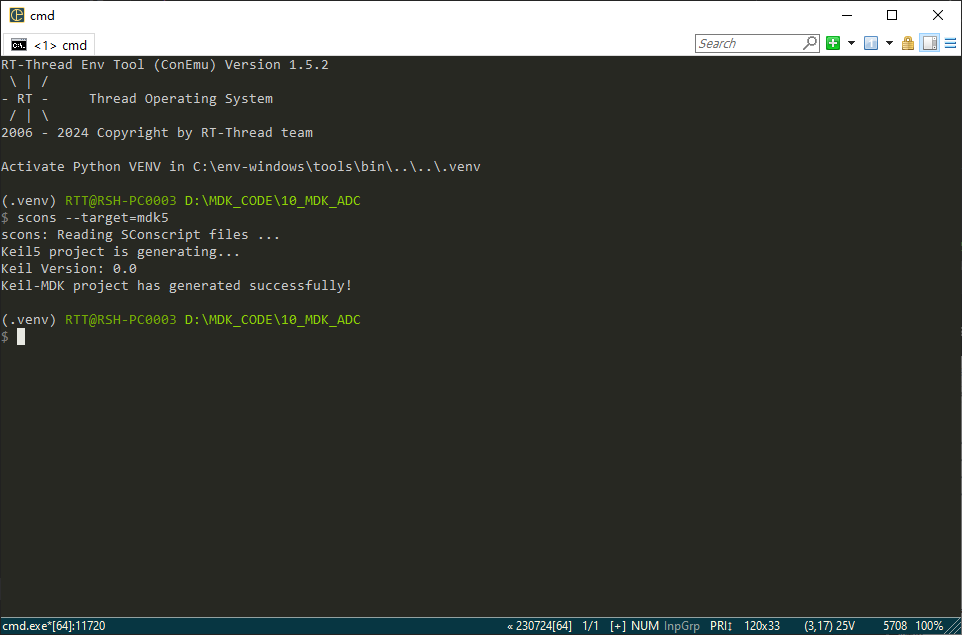 cmd
<1> cmd
Search
RT-Thread Env Tool (ConEmu) Version 1.5.2
\ | /
- RT -     Thread Operating System
/ | \
2006 - 2024 Copyright by RT-Thread team
Activate Python VENV in C:\env-windows\tools\bin\..\..\.venv
(.venv) RTT@RSH-PC0003 D:\MDK_CODE\10_MDK_ADC
$ scons --target=mdk5
scons: Reading SConscript files ...
Keil5 project is generating...
Keil Version: 0.0
Keil-MDK project has generated successfully!
(.venv) RTT@RSH-PC0003 D:\MDK_CODE\10_MDK_ADC
$
cmd.exe*[64]:11720 « 230724[64] 1/1 [+] NUM InpGrp PRI↕ 120x33 (3,17) 25V 5708 100%